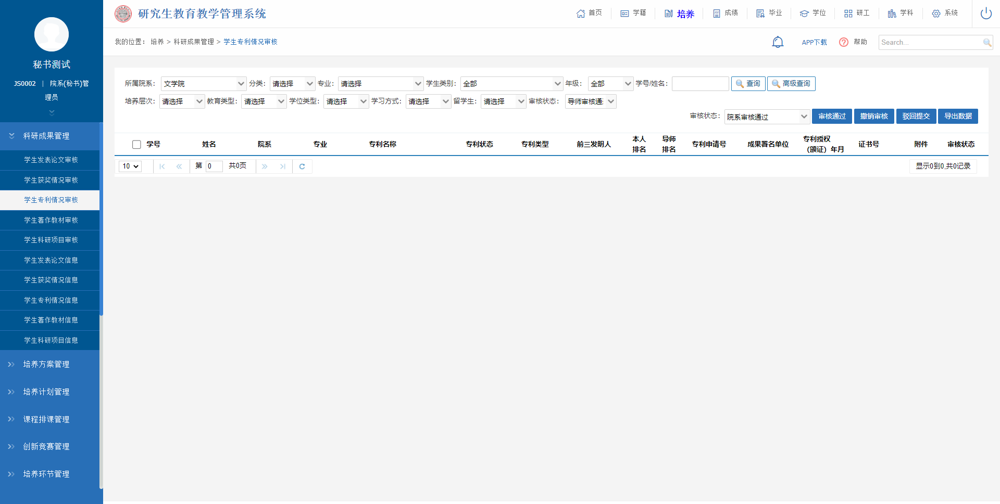 研究生教育教学管理系统
首页 学籍 培养 成绩 毕业 学位 研工 学科 系统
我的位置： 培养 > 科研成果管理 > 学生专利情况审核
APP下载 帮助 Search...
秘书测试
JS0002 | 院系(秘书)管
理员
科研成果管理
学生发表论文审核
学生获奖情况审核
学生专利情况审核
学生著作教材审核
学生科研项目审核
学生发表论文信息
学生获奖情况信息
学生专利情况信息
学生著作教材信息
学生科研项目信息
培养方案管理
培养计划管理
课程排课管理
创新竞赛管理
培养环节管理
所属院系： 文学院 分类： 请选择 专业： 请选择 学生类别： 全部 年级： 全部 学号/姓名： 查询 高级查询
培养层次： 请选择 教育类型： 请选择 学位类型： 请选择 学习方式： 请选择 留学生： 请选择 审核状态： 导师审核通
审核状态： 院系审核通过 审核通过 撤销审核 驳回提交 导出数据
学号 姓名 院系 专业 专利名称 专利状态 专利类型 前三发明人 本人排名 导师排名 专利申请号 成果署名单位 专利授权（颁证）年月 证书号 附件 审核状态
10 第 0 共0页 显示0到0,共0记录